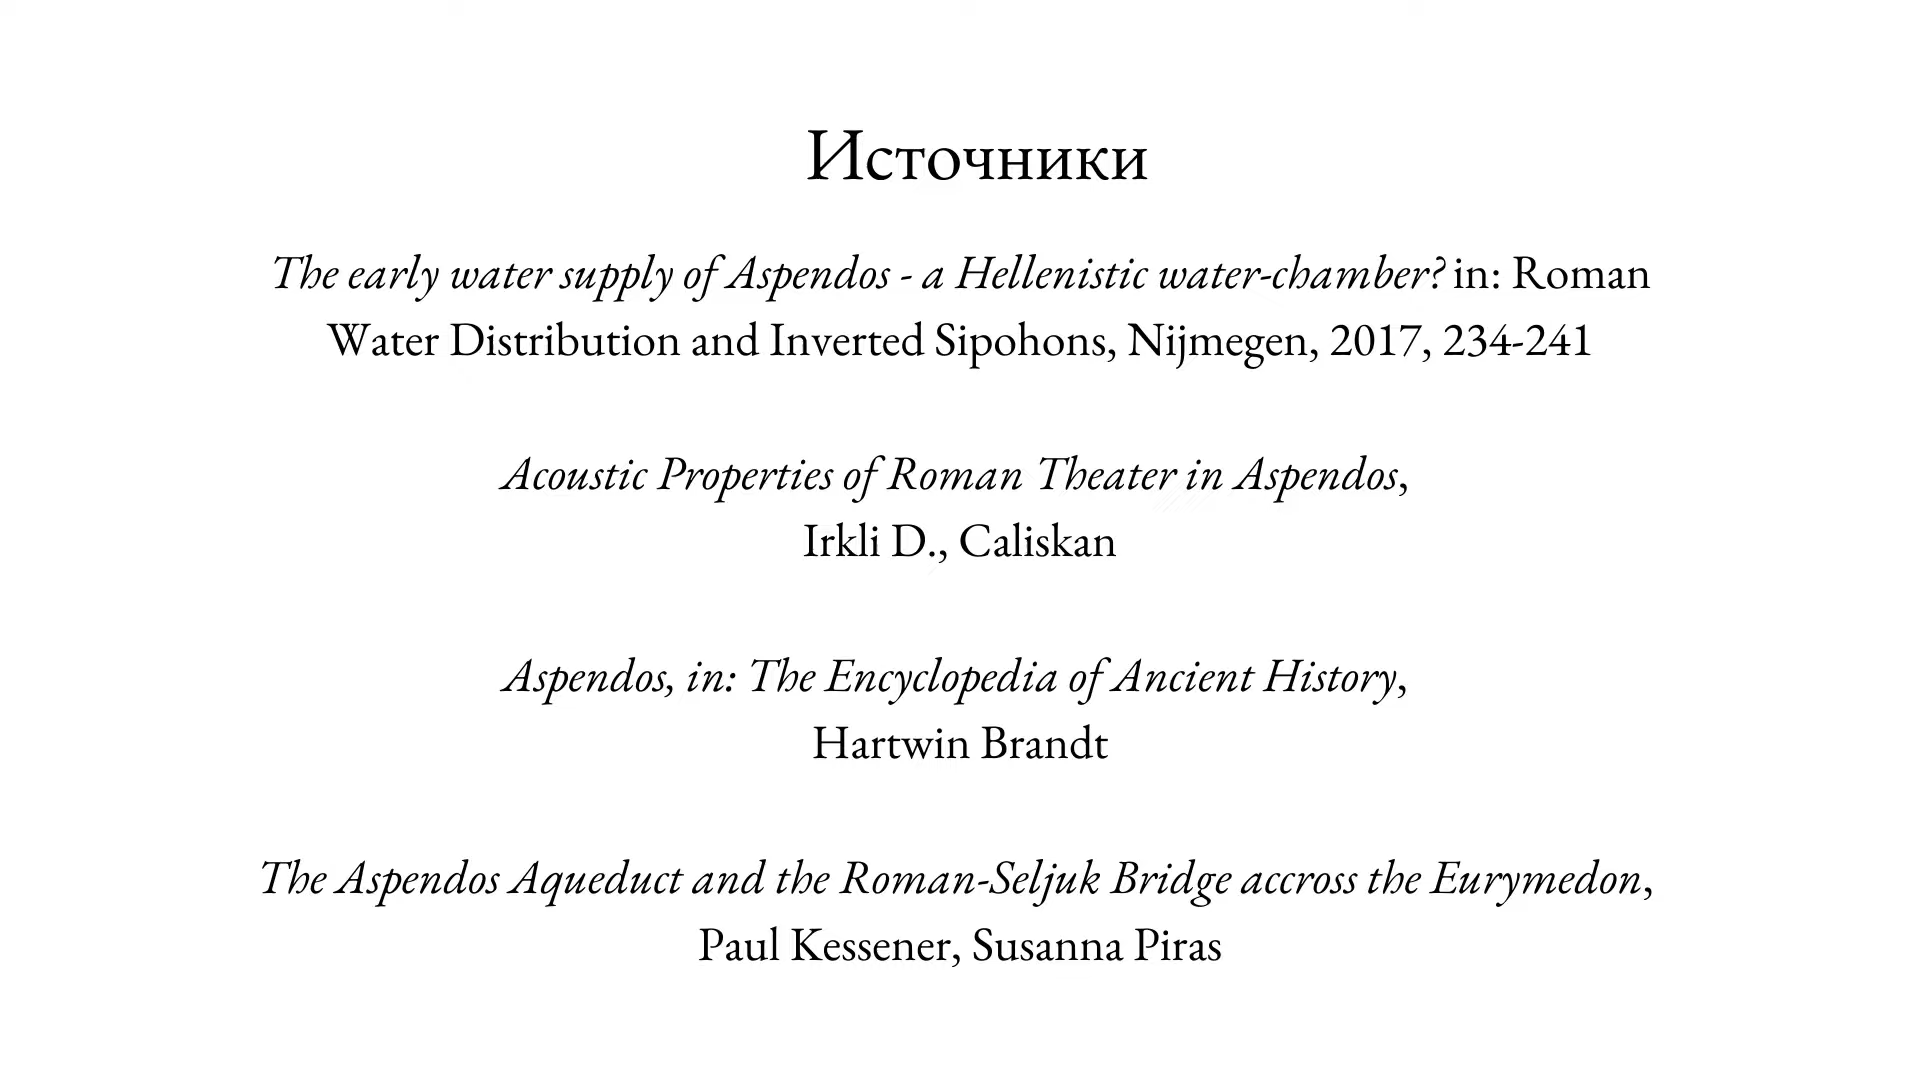 Источники
The early water supply of Aspendos - a Hellenistic water-chamber? in: Roman
Water Distribution and Inverted Sipohons, Nijmegen, 2017, 234-241
Acoustic Properties of Roman Theater in Aspendos,
Irkli D., Caliskan
Aspendos, in: The Encyclopedia of Ancient History,
Hartwin Brandt
The Aspendos Aqueduct and the Roman-Seljuk Bridge accross the Eurymedon,
Paul Kessener, Susanna Piras